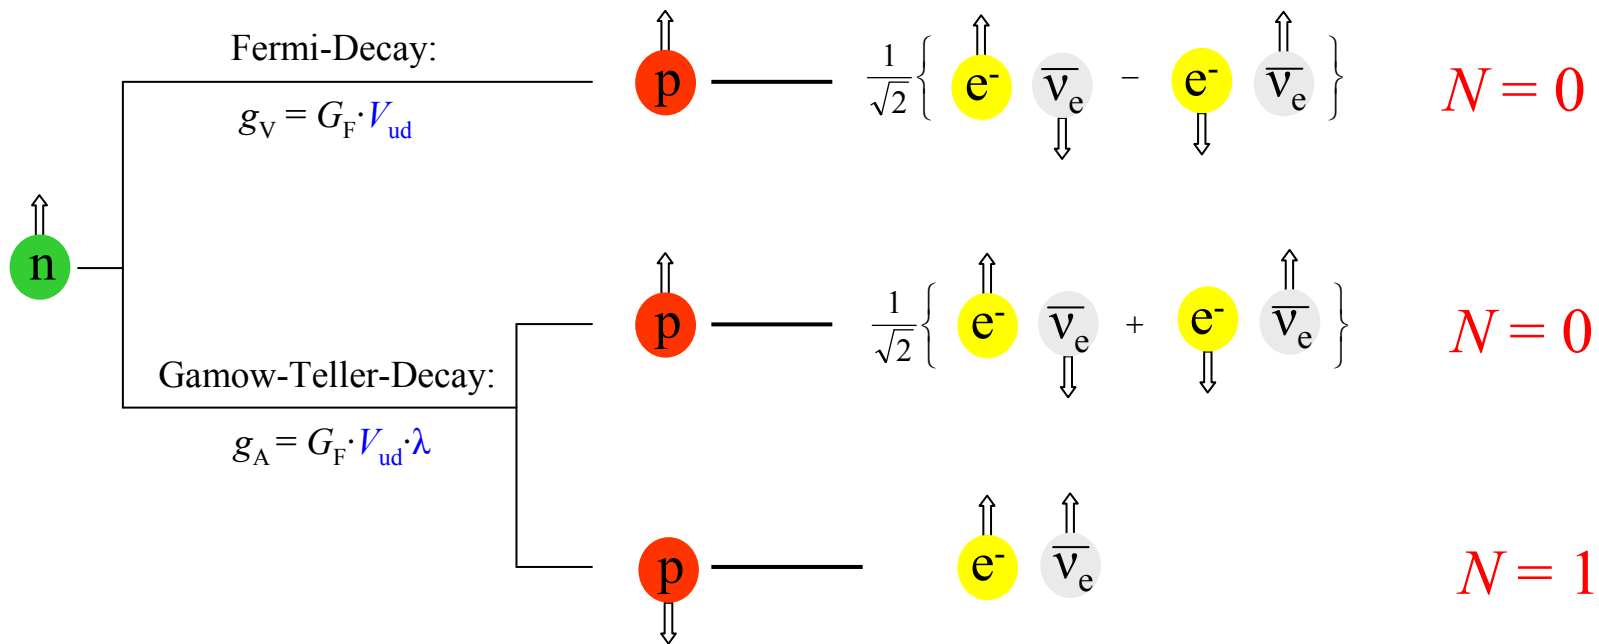 Fermi-Decay:
g_V = G_F·V_ud
p 1/√2 { e⁻ ν̄_e − e⁻ ν̄_e } N = 0
n
p 1/√2 { e⁻ ν̄_e + e⁻ ν̄_e } N = 0
Gamow-Teller-Decay:
g_A = G_F·V_ud·λ
p e⁻ ν̄_e N = 1